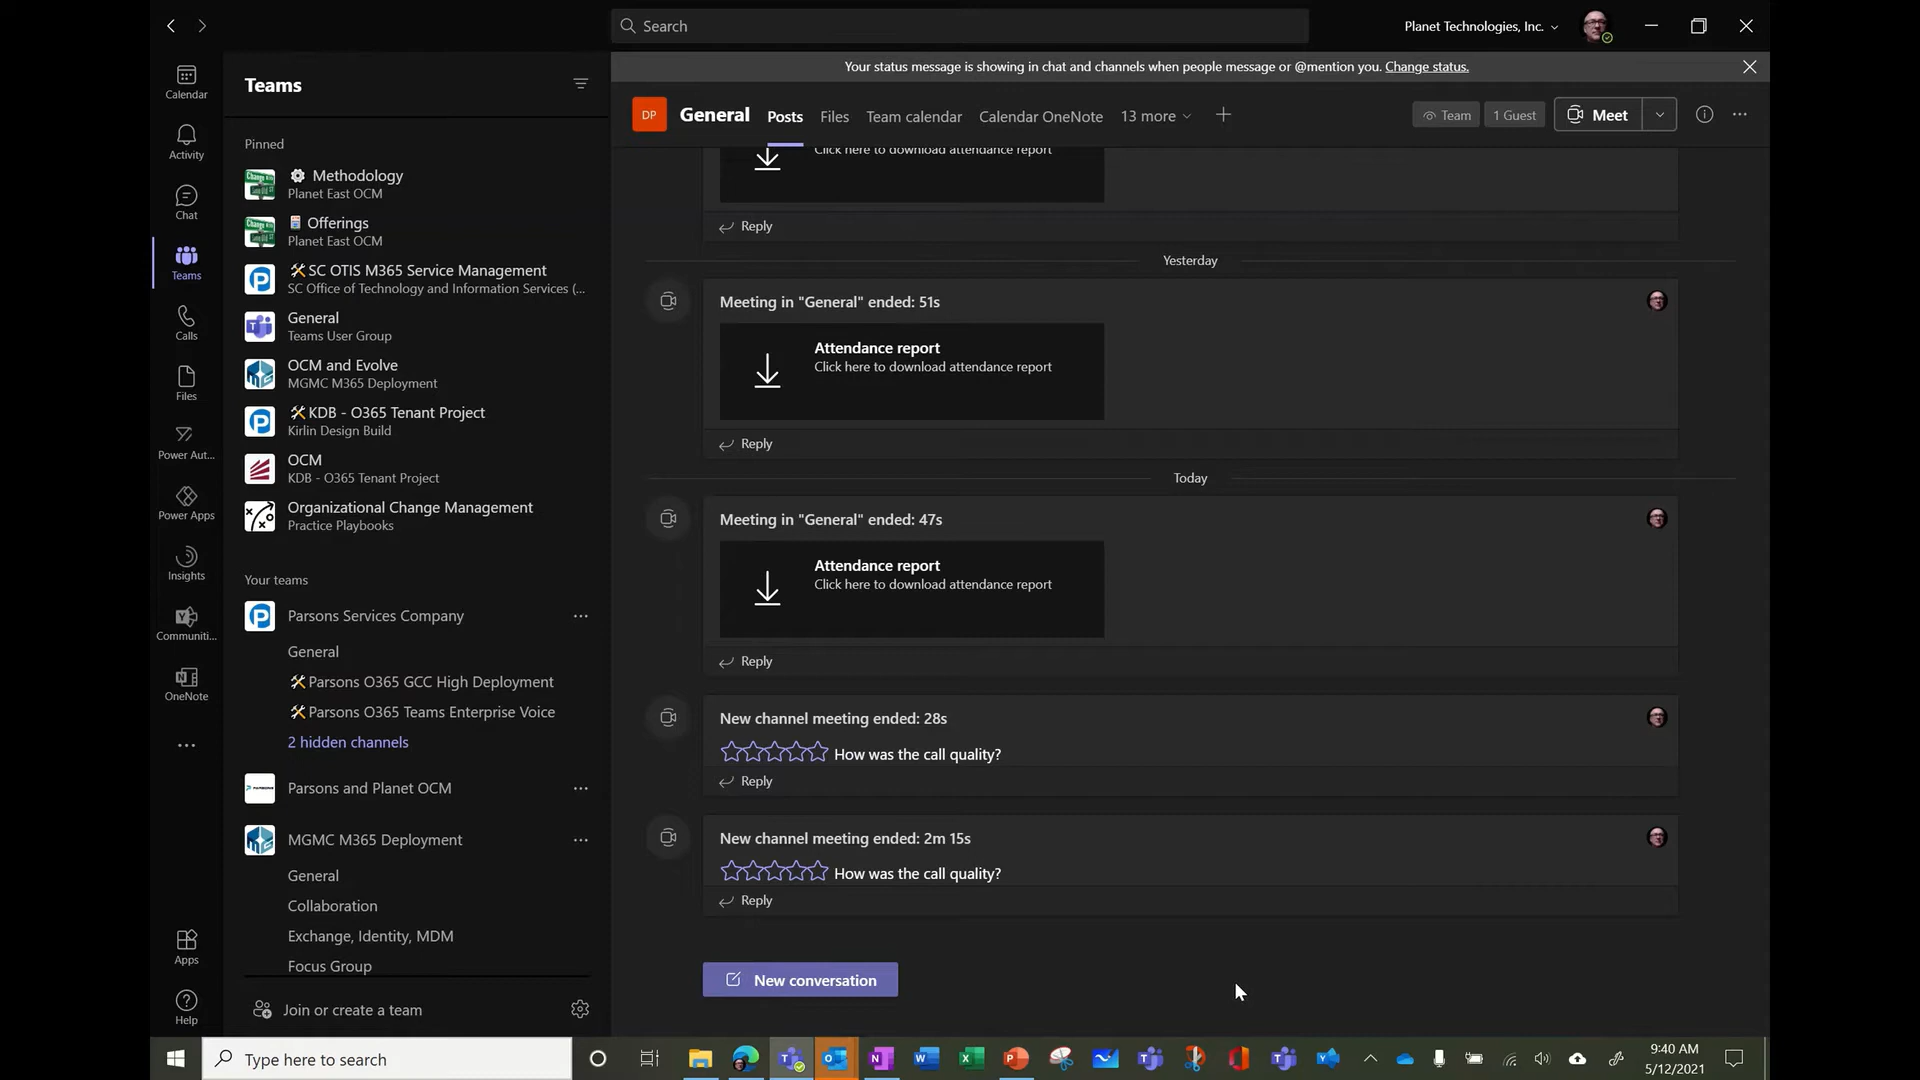 Search
Planet Technologies, Inc.
Your status message is showing in chat and channels when people message or @mention you. Change status.
Calendar
Activity
Chat
Teams
Calls
Files
Power Aut...
Power Apps
Insights
Communiti...
OneNote
Apps
Help
Teams
Pinned
Methodology
Planet East OCM
Offerings
Planet East OCM
SC OTIS M365 Service Management
SC Office of Technology and Information Services (...
General
Teams User Group
OCM and Evolve
MGMC M365 Deployment
KDB - O365 Tenant Project
Kirlin Design Build
OCM
KDB - O365 Tenant Project
Organizational Change Management
Practice Playbooks
Your teams
Parsons Services Company
General
Parsons O365 GCC High Deployment
Parsons O365 Teams Enterprise Voice
2 hidden channels
Parsons and Planet OCM
MGMC M365 Deployment
General
Collaboration
Exchange, Identity, MDM
Focus Group
Join or create a team
DP General Posts Files Team calendar Calendar OneNote 13 more
Team 1 Guest Meet
Click here to download attendance report
Reply
Yesterday
Meeting in "General" ended: 51s
Attendance report
Click here to download attendance report
Reply
Today
Meeting in "General" ended: 47s
Attendance report
Click here to download attendance report
Reply
New channel meeting ended: 28s
How was the call quality?
Reply
New channel meeting ended: 2m 15s
How was the call quality?
Reply
New conversation
Type here to search
9:40 AM
5/12/2021